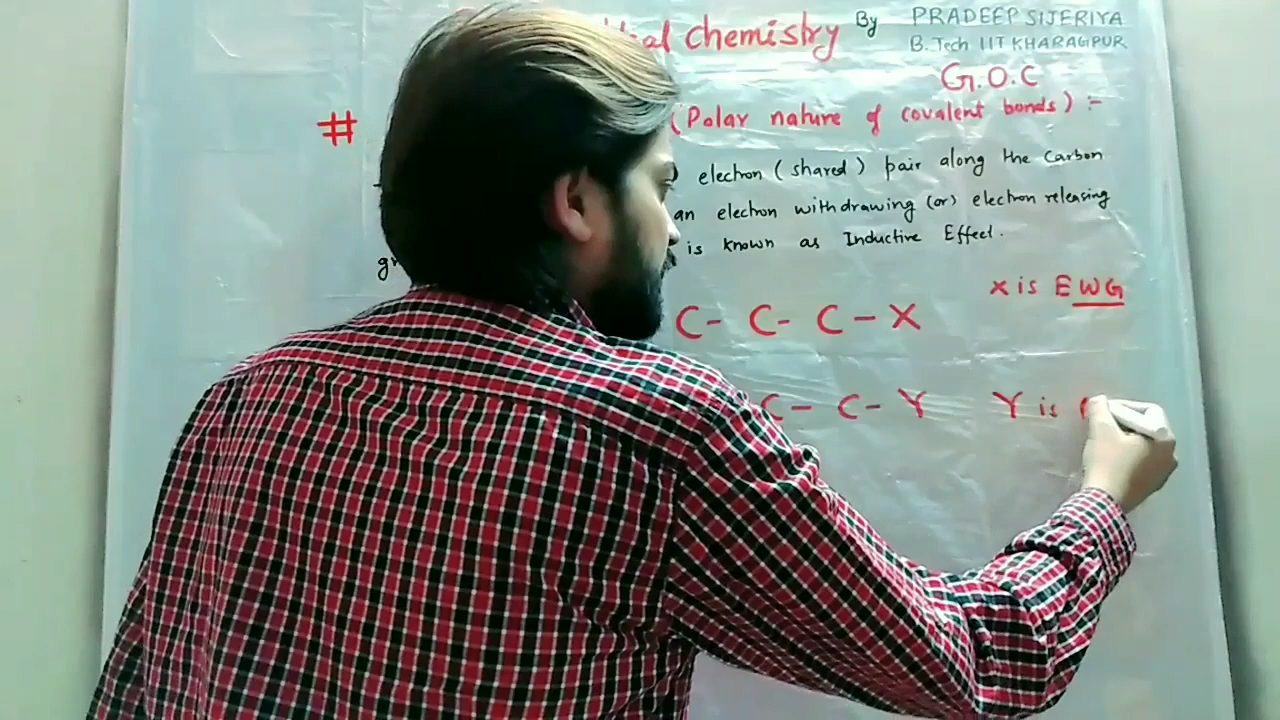 chemistry By PRADEEP SIJERIYA
B.Tech IIT KHARAGPUR
G.O.C
# (Polar nature of covalent bonds) :-
electron (shared) pair along the Carbon
an electron withdrawing (or) electron releasing
is known as Inductive Effect.
X is EWG
C- C- C-X
C- C- Y Y is